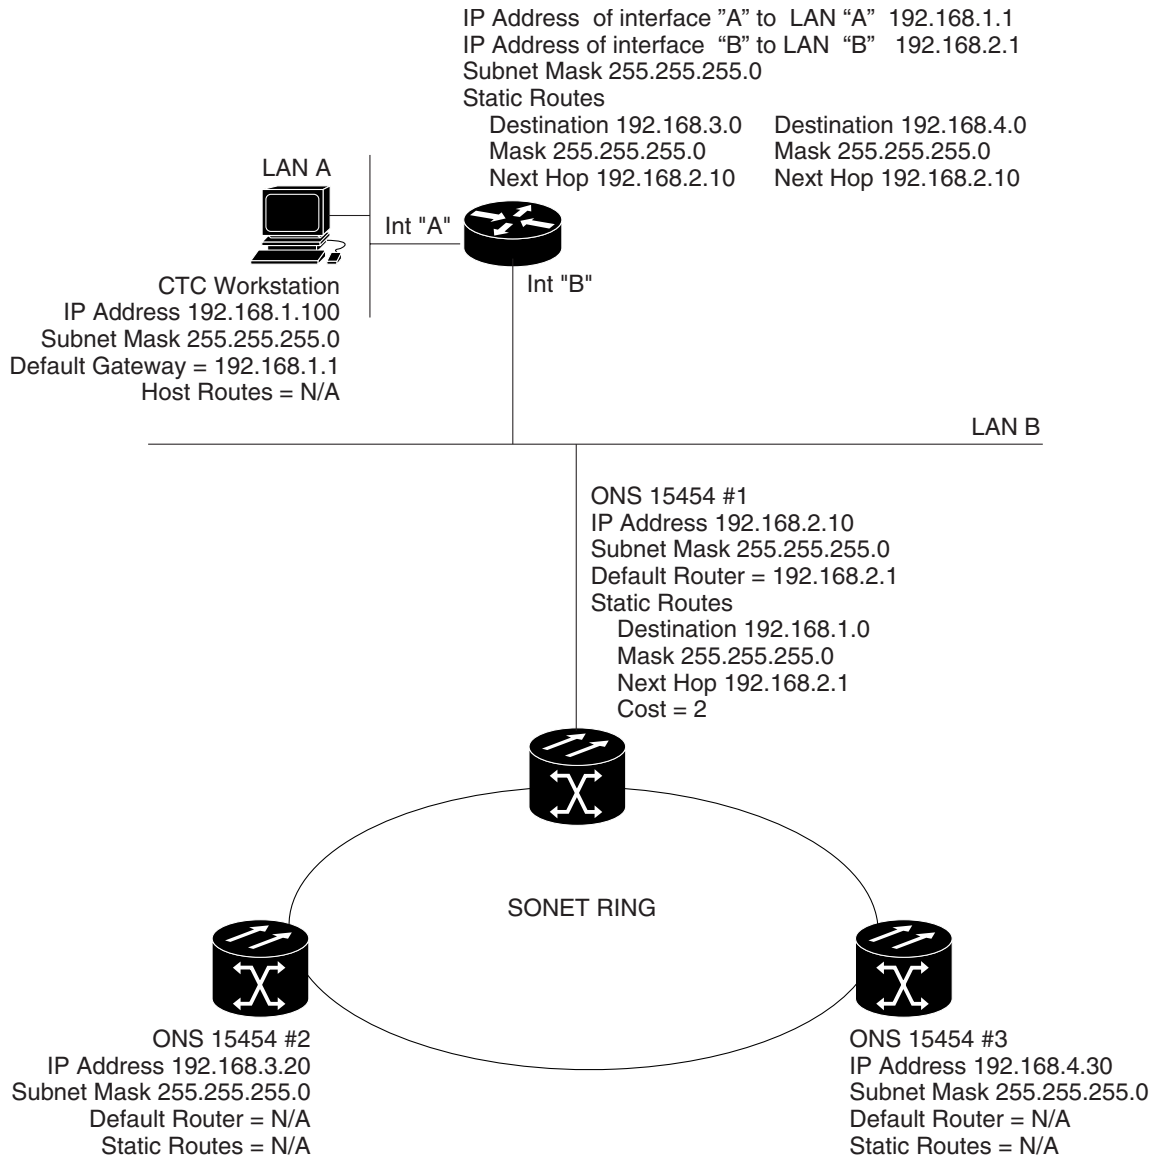 IP Address of interface ”A” to LAN “A” 192.168.1.1
IP Address of interface “B” to LAN “B” 192.168.2.1
Subnet Mask 255.255.255.0
Static Routes
Destination 192.168.3.0 Destination 192.168.4.0
Mask 255.255.255.0 Mask 255.255.255.0
Next Hop 192.168.2.10 Next Hop 192.168.2.10
LAN A
Int "A"
Int "B"
CTC Workstation
IP Address 192.168.1.100
Subnet Mask 255.255.255.0
Default Gateway = 192.168.1.1
Host Routes = N/A
LAN B
ONS 15454 #1
IP Address 192.168.2.10
Subnet Mask 255.255.255.0
Default Router = 192.168.2.1
Static Routes
Destination 192.168.1.0
Mask 255.255.255.0
Next Hop 192.168.2.1
Cost = 2
SONET RING
ONS 15454 #2
IP Address 192.168.3.20
Subnet Mask 255.255.255.0
Default Router = N/A
Static Routes = N/A
ONS 15454 #3
IP Address 192.168.4.30
Subnet Mask 255.255.255.0
Default Router = N/A
Static Routes = N/A